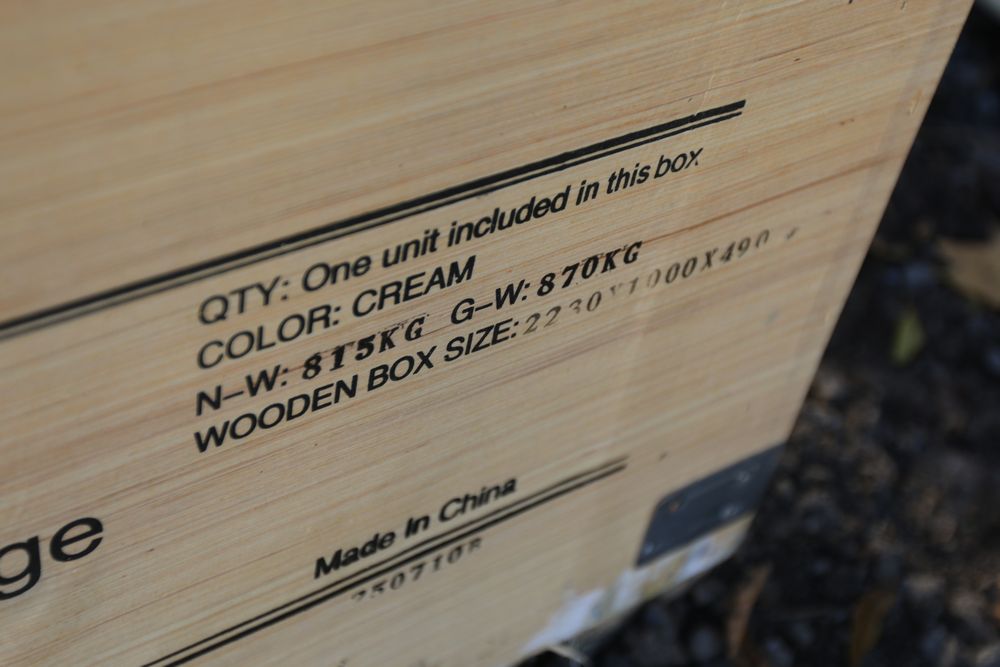 QTY: One unit included in this box
COLOR: CREAM
N-W: 815KG G-W: 870KG
WOODEN BOX SIZE: 2230X1000X490
ge
Made In China
250710B